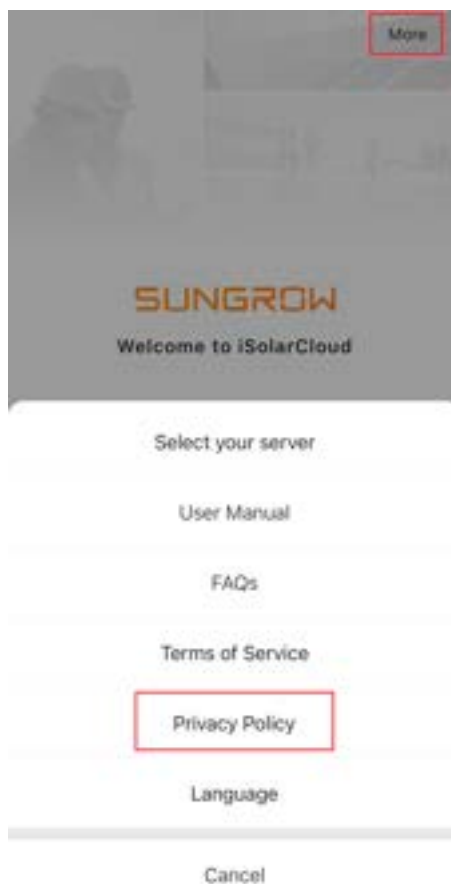 More
SUNGROW
Welcome to iSolarCloud
Select your server
User Manual
FAQs
Terms of Service
Privacy Policy
Language
Cancel